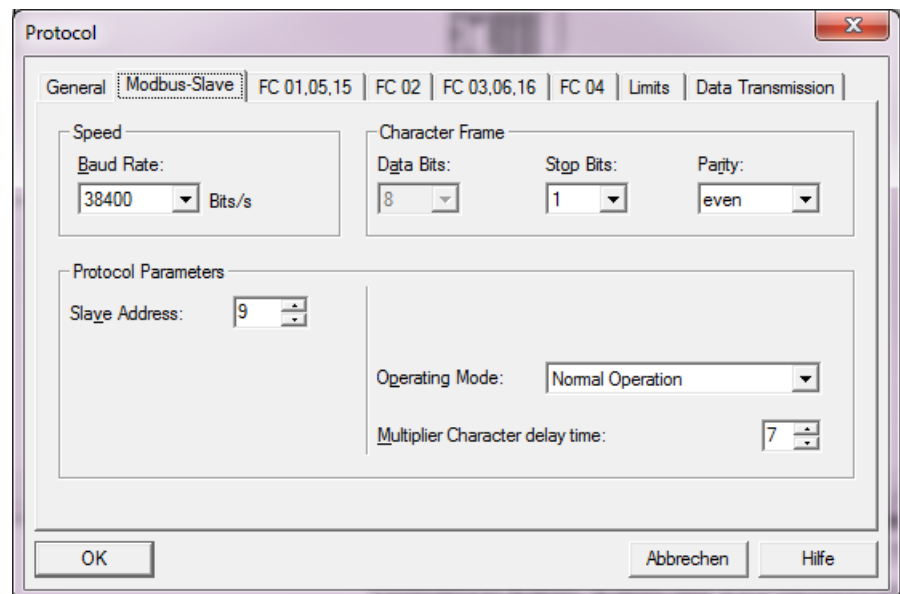 Protocol
General Modbus-Slave FC 01,05,15 FC 02 FC 03,06,16 FC 04 Limits Data Transmission
Speed
Baud Rate:
38400 Bits/s
Character Frame
Data Bits: Stop Bits: Parity:
8 1 even
Protocol Parameters
Slave Address: 9
Operating Mode: Normal Operation
Multiplier Character delay time: 7
OK Abbrechen Hilfe